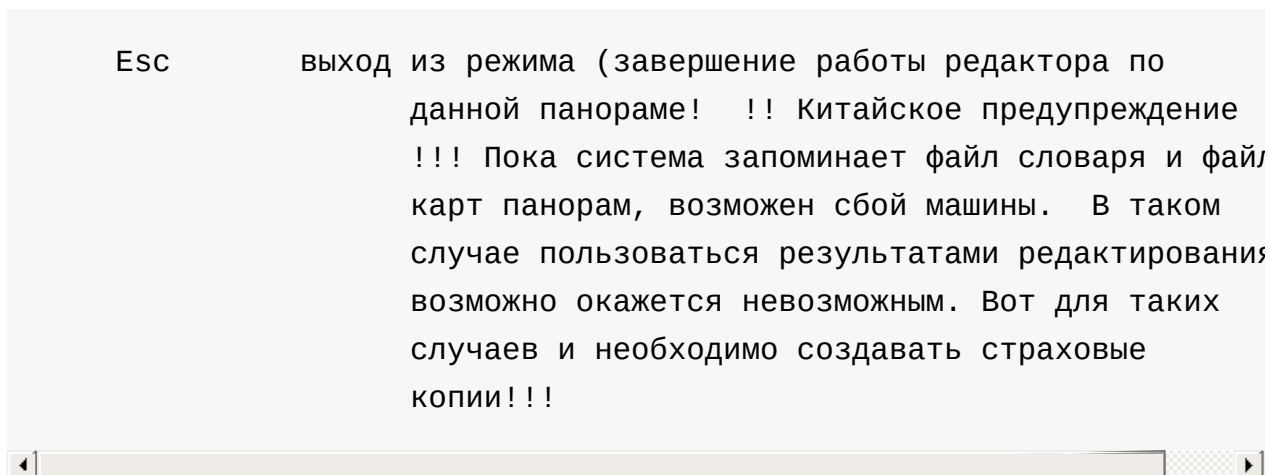 Esc выход из режима (завершение работы редактора по
данной панораме! !! Китайское предупреждение
!!! Пока система запоминает файл словаря и файл
карт панорам, возможен сбой машины. В таком
случае пользоваться результатами редактирования
возможно окажется невозможным. Вот для таких
случаев и необходимо создавать страховые
копии!!!